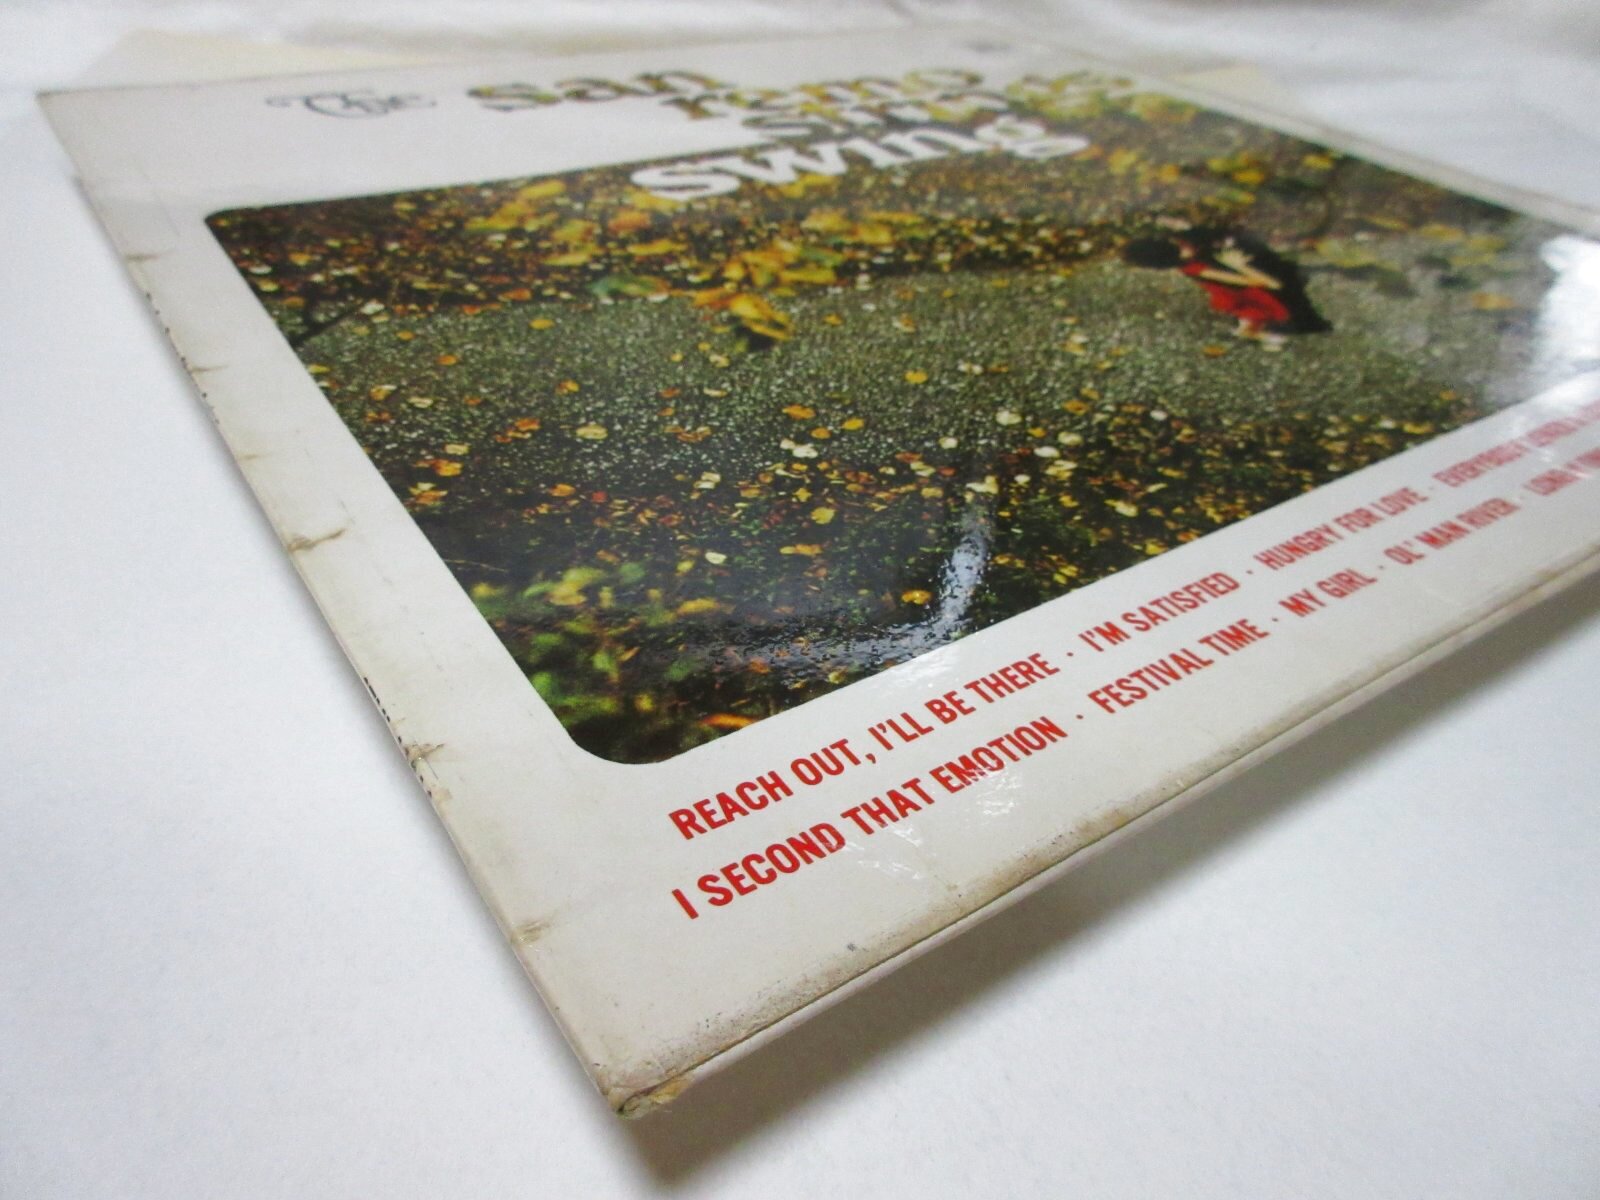 The san
remo
swing
REACH OUT, I'LL BE THERE · I'M SATISFIED · HUNGRY FOR LOVE · EVERYBODY
I SECOND THAT EMOTION · FESTIVAL TIME · MY GIRL · OL' MAN RIVER ·